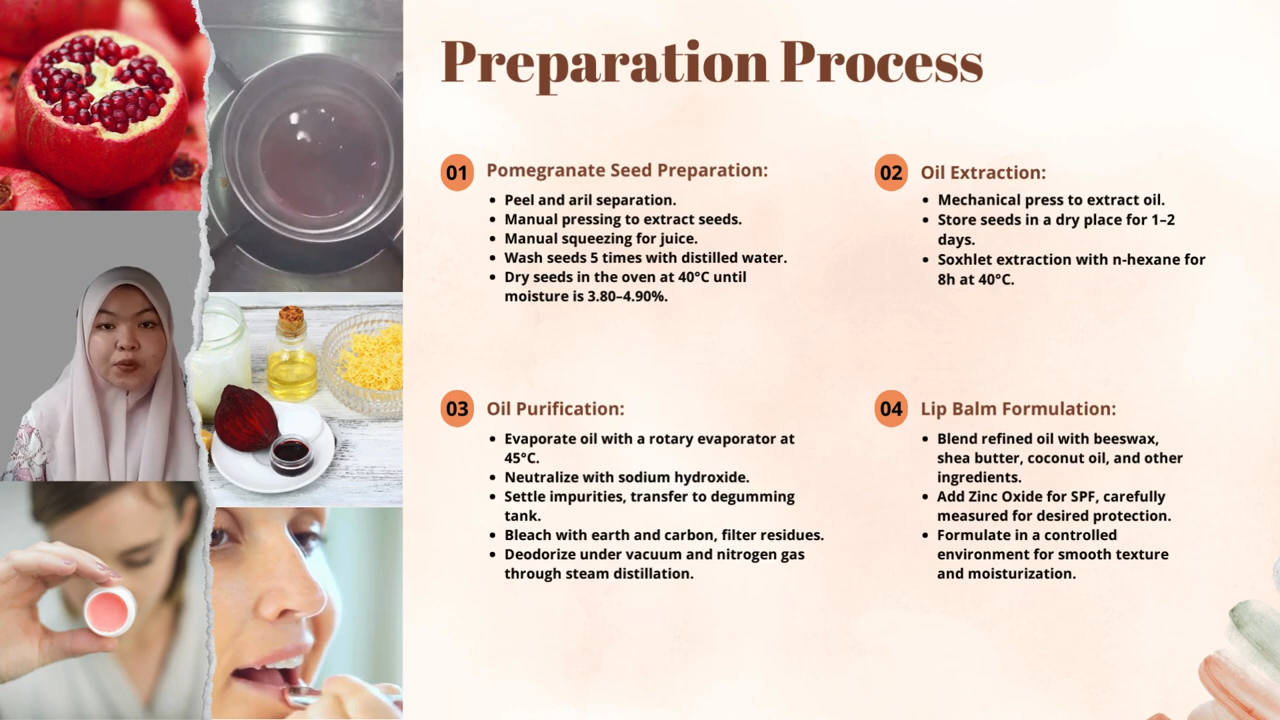 Preparation Process
01 Pomegranate Seed Preparation:
• Peel and aril separation.
• Manual pressing to extract seeds.
• Manual squeezing for juice.
• Wash seeds 5 times with distilled water.
• Dry seeds in the oven at 40°C until
moisture is 3.80–4.90%.
02 Oil Extraction:
• Mechanical press to extract oil.
• Store seeds in a dry place for 1–2
days.
• Soxhlet extraction with n-hexane for
8h at 40°C.
03 Oil Purification:
• Evaporate oil with a rotary evaporator at
45°C.
• Neutralize with sodium hydroxide.
• Settle impurities, transfer to degumming
tank.
• Bleach with earth and carbon, filter residues.
• Deodorize under vacuum and nitrogen gas
through steam distillation.
04 Lip Balm Formulation:
• Blend refined oil with beeswax,
shea butter, coconut oil, and other
ingredients.
• Add Zinc Oxide for SPF, carefully
measured for desired protection.
• Formulate in a controlled
environment for smooth texture
and moisturization.